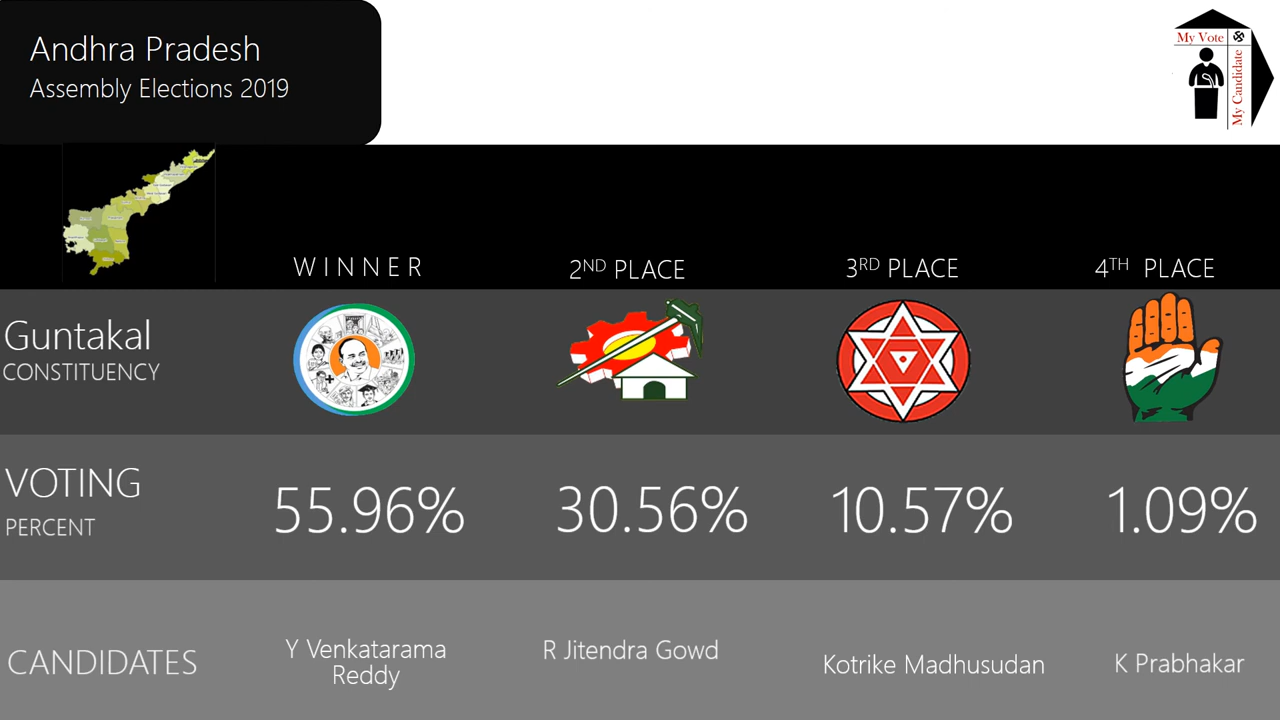 Andhra Pradesh
Assembly Elections 2019
My Vote
My Candidate
WINNER
2ND PLACE
3RD PLACE
4TH PLACE
Guntakal
CONSTITUENCY
VOTING
PERCENT
55.96%
30.56%
10.57%
1.09%
CANDIDATES
Y Venkatarama
Reddy
R Jitendra Gowd
Kotrike Madhusudan
K Prabhakar